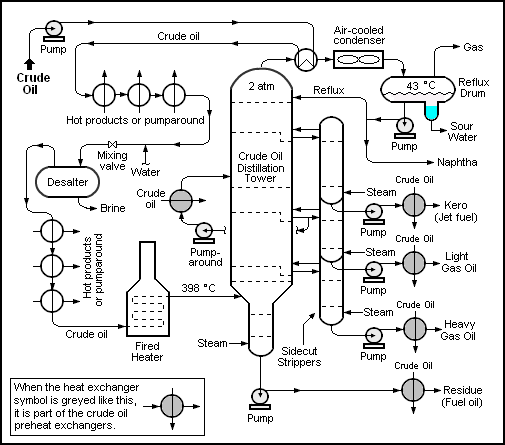 Pump
Crude oil
Air-cooled
condenser
Gas
Crude
Oil
2 atm
43 °C
Reflux
Drum
Reflux
Hot products or pumparound
Pump
Sour
Water
Naphtha
Mixing
valve
Water
Crude Oil
Distillation
Tower
Desalter
Crude
oil
Brine
Steam
Crude Oil
Kero
(Jet fuel)
Pump
Pump-
around
Hot products
or pumparound
Steam
Crude Oil
Light
Gas Oil
Pump
398 °C
Steam
Crude Oil
Heavy
Gas Oil
Pump
Crude oil
Fired
Heater
Steam
Sidecut
Strippers
Crude Oil
Residue
(Fuel oil)
Pump
When the heat exchanger
symbol is greyed like this,
it is part of the crude oil
preheat exchangers.